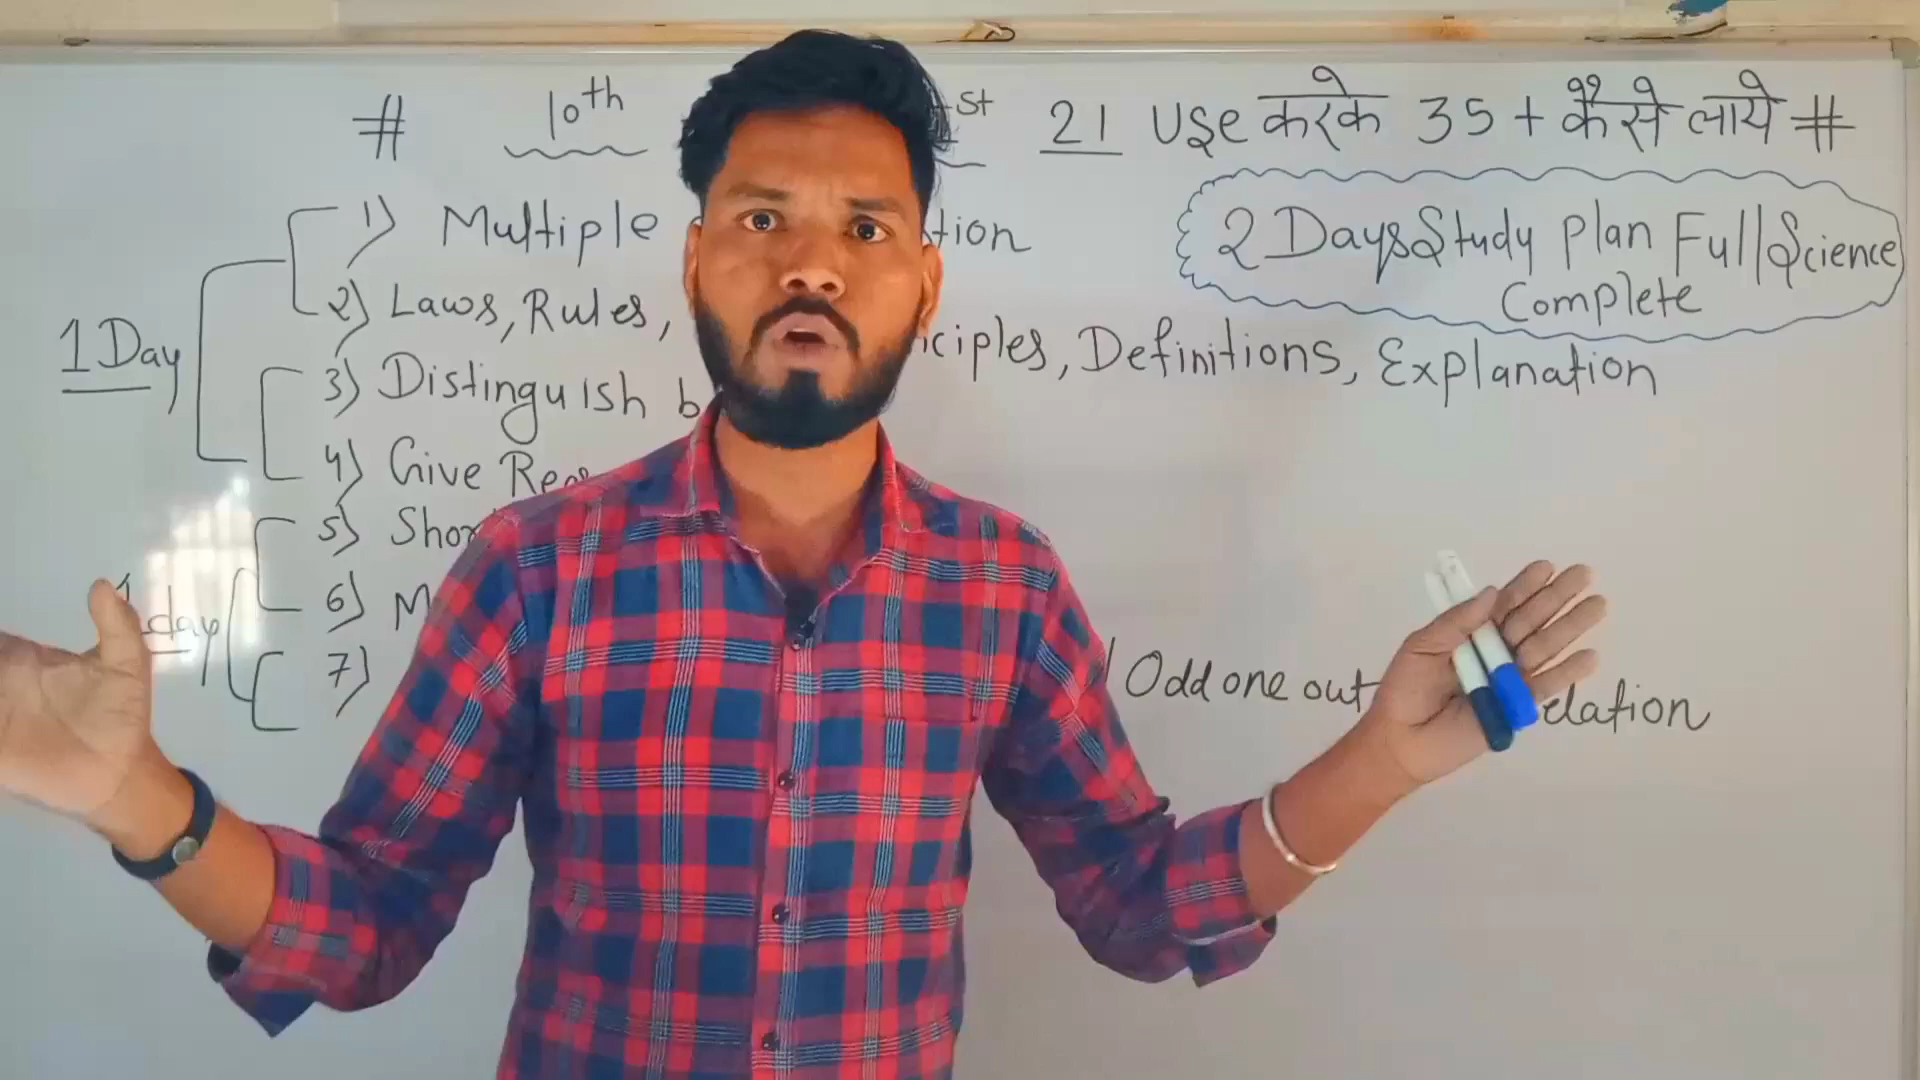 # 10th st 21 use करके 35 + कैसे लाये #
2 Days Study Plan Full Science
Complete
1) Multiple tion
2) Laws, Rules, ciples, Definitions, Explanation
1 Day
3) Distinguish b
4) Give Reas
5) Shor
6) M
1 day
7) / Odd one out elation